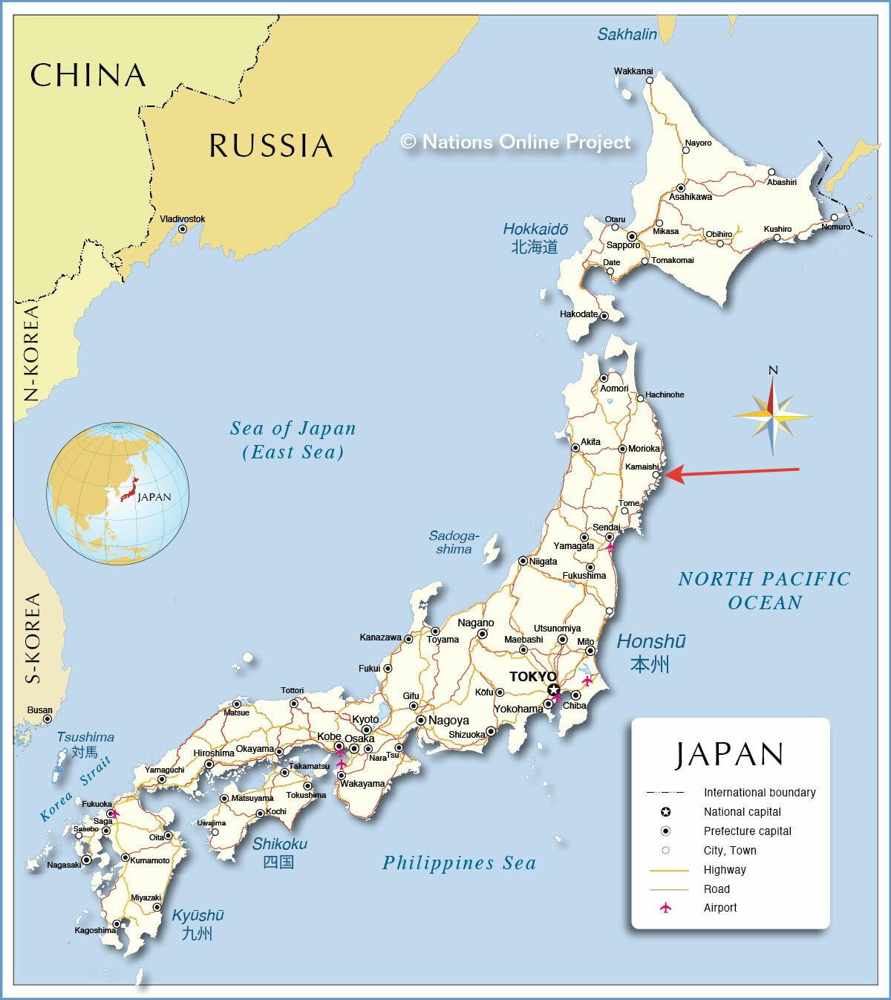 Sakhalin
CHINA
Wakkanai
RUSSIA
© Nations Online Project
Nayoro
Abashiri
Asahikawa
Vladivostok
Otaru
Mikasa
Nemuro
Hokkaidō
北海道
Sapporo
Obihiro
Kushiro
Date
Tomakomai
Hakodate
N-KOREA
N
Aomori
Hachinohe
Sea of Japan
(East Sea)
Akita
Morioka
Kamaishi
JAPAN
Tome
Sendai
Sadoga-
shima
Yamagata
Niigata
Fukushima
NORTH PACIFIC
OCEAN
S-KOREA
Nagano
Utsunomiya
Kanazawa
Toyama
Maebashi
Mito
Honshū
本州
Fukui
TOKYO
Tottori
Gifu
Kōfu
Yokohama
Chiba
Busan
Matsue
Kyoto
Nagoya
Shizuoka
Tsushima
対馬
Kobe
Osaka
Okayama
Hiroshima
Nara
Tsu
Korea Strait
Yamaguchi
Takamatsu
Wakayama
Matsuyama
Tokushima
Fukuoka
Kochi
Saga
Sasebo
Uwajima
Oita
Shikoku
四国
Nagasaki
Kumamoto
Philippines Sea
Miyazaki
Kyūshū
九州
Kagoshima
JAPAN
International boundary
National capital
Prefecture capital
City, Town
Highway
Road
Airport